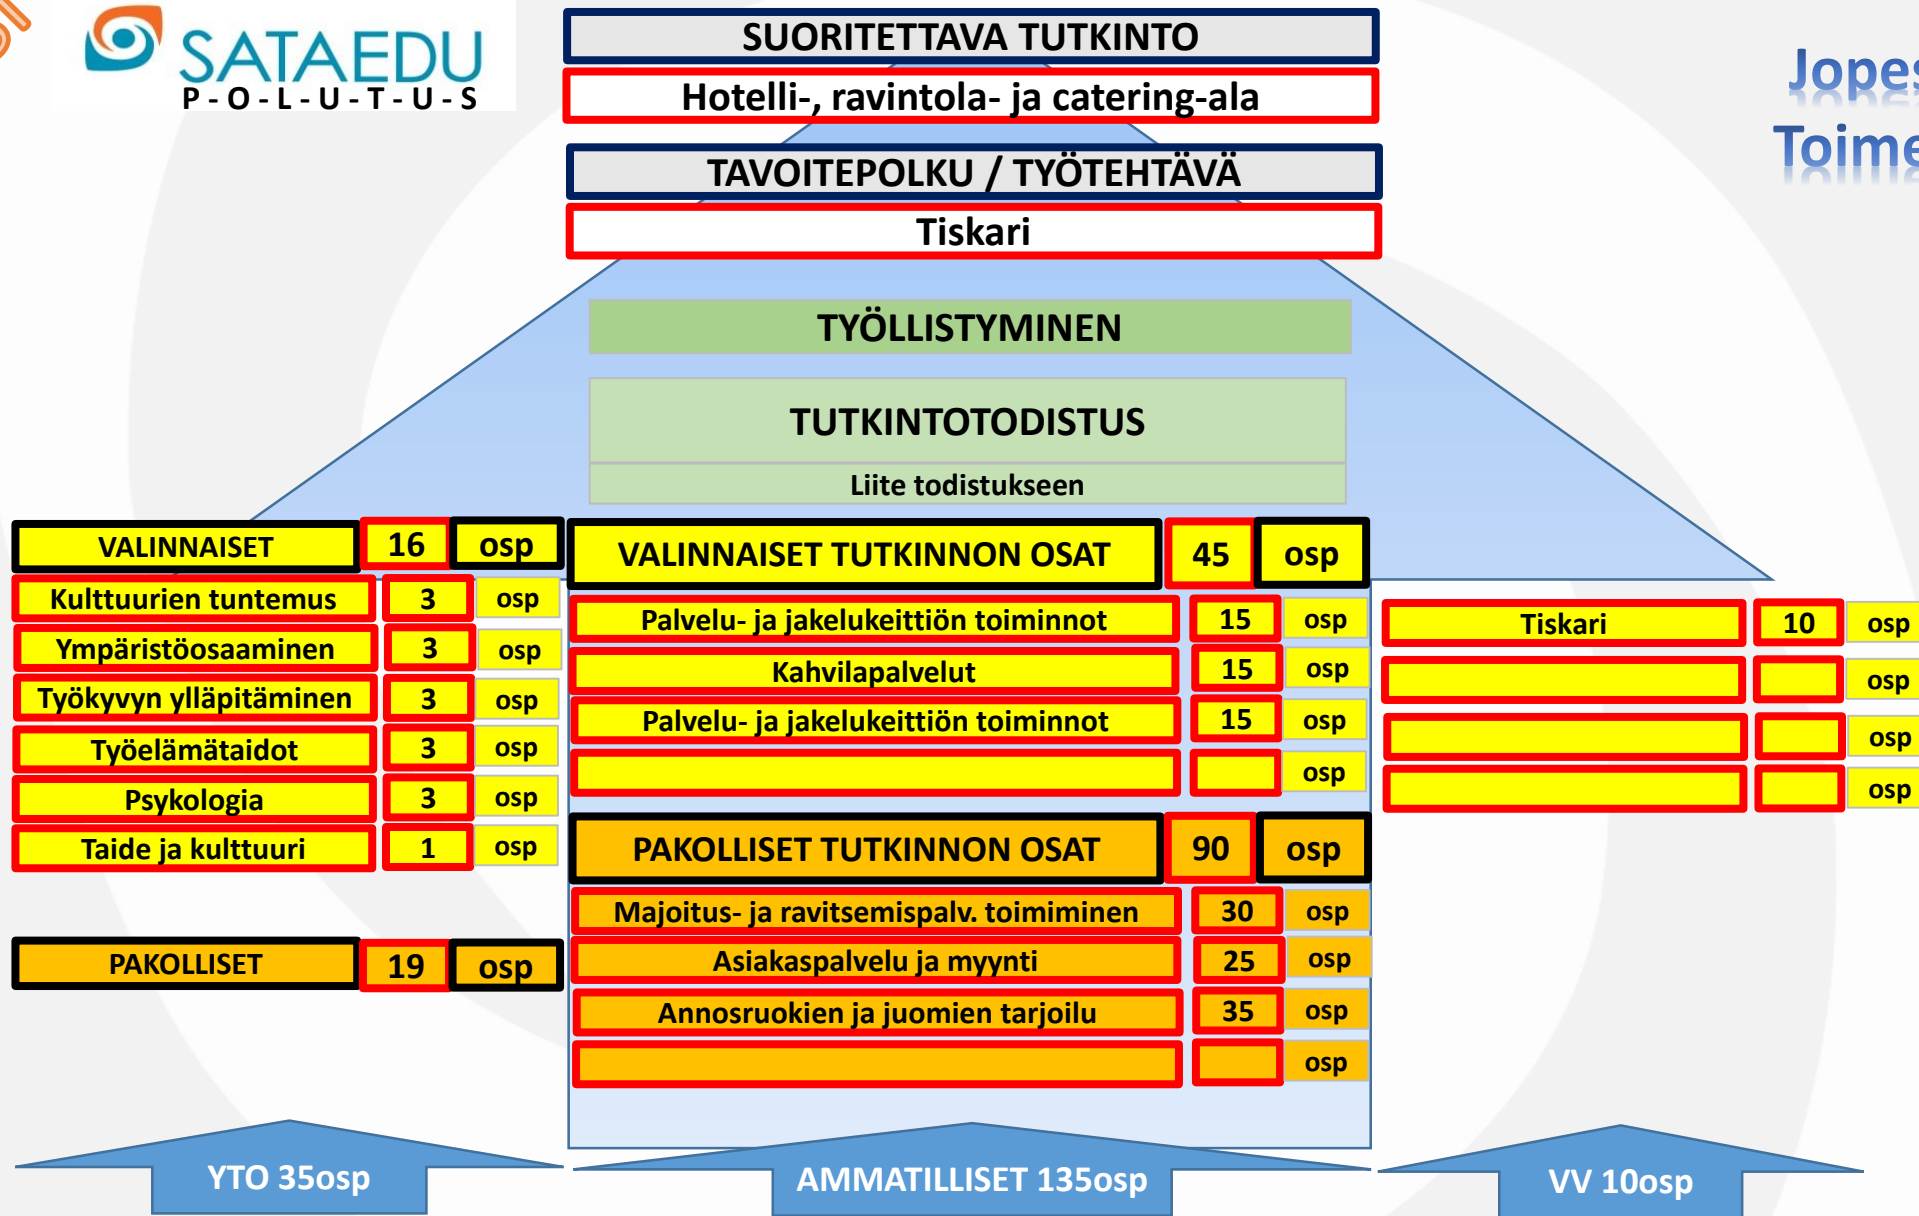 SATAEDU
P-O-L-U-T-U-S
SUORITETTAVA TUTKINTO
Hotelli-, ravintola- ja catering-ala
TAVOITEPOLKU / TYÖTEHTÄVÄ
Tiskari
TYÖLLISTYMINEN
TUTKINTOTODISTUS
Liite todistukseen
VALINNAISET 16 osp
Kulttuurien tuntemus 3 osp
Ympäristöosaaminen 3 osp
Työkyvyn ylläpitäminen 3 osp
Työelämätaidot 3 osp
Psykologia 3 osp
Taide ja kulttuuri 1 osp
PAKOLLISET 19 osp
VALINNAISET TUTKINNON OSAT 45 osp
Palvelu- ja jakelukeittiön toiminnot 15 osp
Kahvilapalvelut 15 osp
Palvelu- ja jakelukeittiön toiminnot 15 osp
osp
PAKOLLISET TUTKINNON OSAT 90 osp
Majoitus- ja ravitsemispalv. toimiminen 30 osp
Asiakaspalvelu ja myynti 25 osp
Annosruokien ja juomien tarjoilu 35 osp
osp
Tiskari 10 osp
osp
osp
osp
YTO 35osp
AMMATILLISET 135osp
VV 10osp